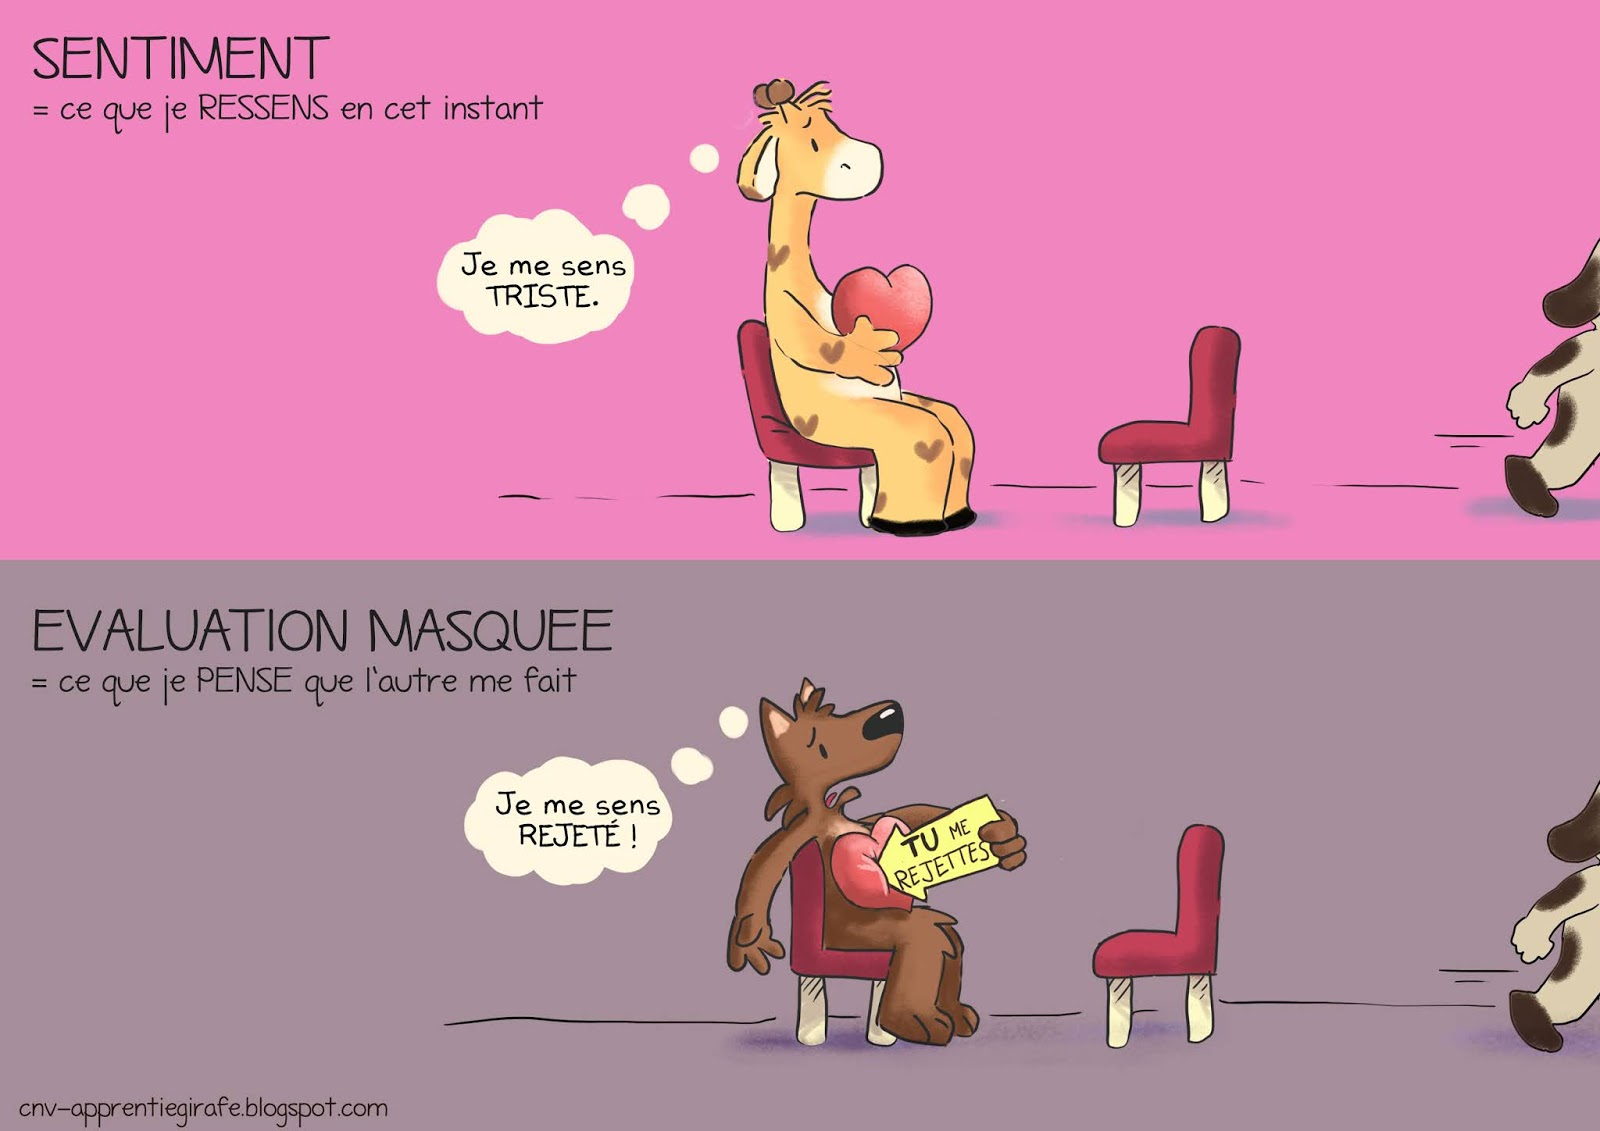 SENTIMENT
= ce que je RESSENS en cet instant
Je me sens
TRISTE.
EVALUATION MASQUEE
= ce que je PENSE que l'autre me fait
Je me sens
REJETÉ !
TU ME
REJETTES
cnv-apprentiegirafe.blogspot.com